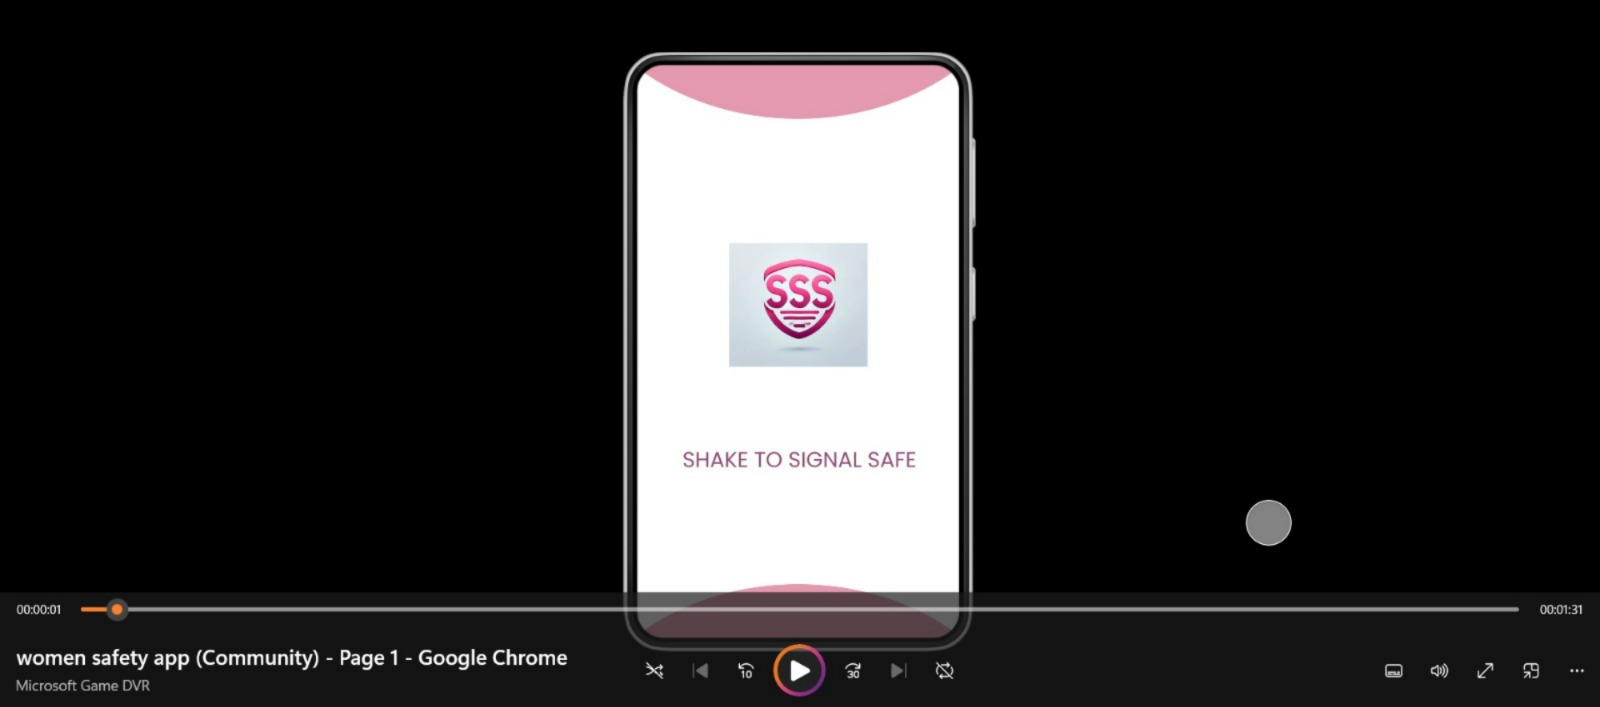 SSS
SHAKE TO SIGNAL SAFE
00:00:01
00:01:31
women safety app (Community) - Page 1 - Google Chrome
Microsoft Game DVR
10
30